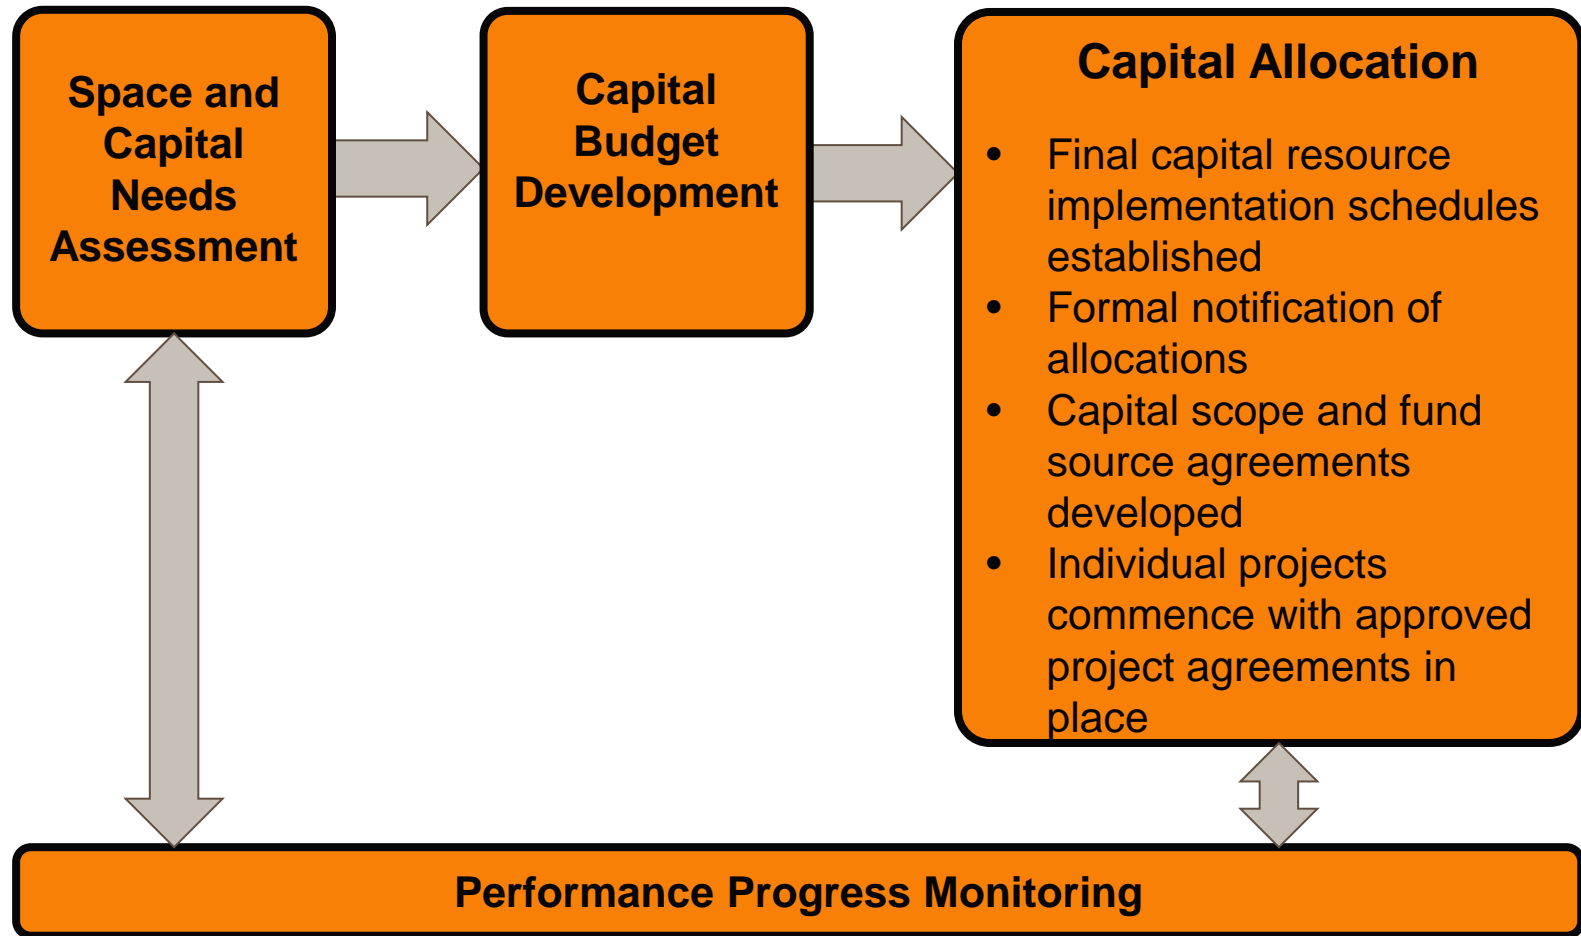 Space and
Capital
Needs
Assessment
Capital
Budget
Development
Capital Allocation
• Final capital resource
implementation schedules
established
• Formal notification of
allocations
• Capital scope and fund
source agreements
developed
• Individual projects
commence with approved
project agreements in
place
Performance Progress Monitoring